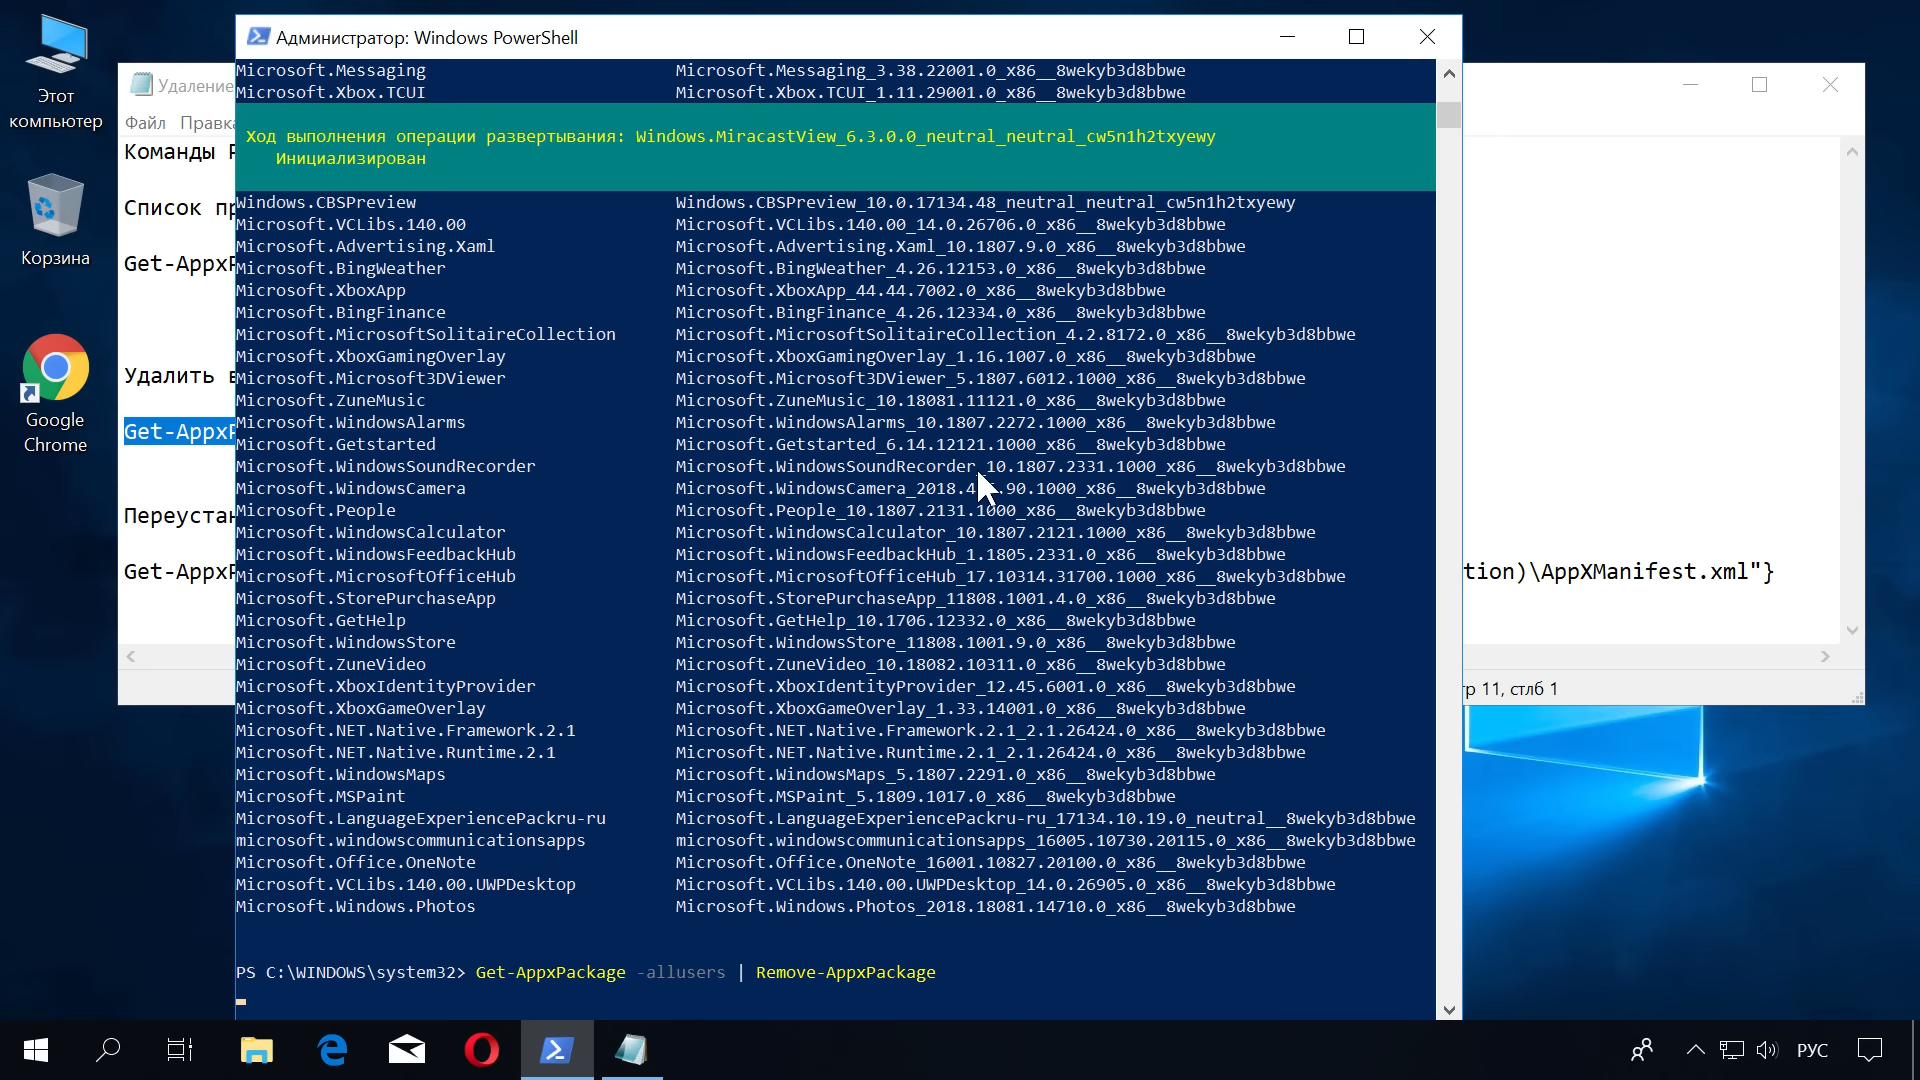 Этот
компьютер
Корзина
Google
Chrome
Удаление
Файл Правка
Команды
Список
Get-Appx
Удалить
Get-Appx
Get-Appx
tion)\AppXManifest.xml"}
11, стлб 1
Администратор: Windows PowerShell
Microsoft.Messaging Microsoft.Messaging_3.38.22001.0_x86__8wekyb3d8bbwe
Microsoft.Xbox.TCUI Microsoft.Xbox.TCUI_1.11.29001.0_x86__8wekyb3d8bbwe
Ход выполнения операции развертывания: Windows.MiracastView_6.3.0.0_neutral_neutral_cw5n1h2txyewy
Инициализирован
Windows.CBSPreview Windows.CBSPreview_10.0.17134.48_neutral_neutral_cw5n1h2txyewy
Microsoft.VCLibs.140.00 Microsoft.VCLibs.140.00_14.0.26706.0_x86__8wekyb3d8bbwe
Microsoft.Advertising.Xaml Microsoft.Advertising.Xaml_10.1807.9.0_x86__8wekyb3d8bbwe
Microsoft.BingWeather Microsoft.BingWeather_4.26.12153.0_x86__8wekyb3d8bbwe
Microsoft.XboxApp Microsoft.XboxApp_44.44.7002.0_x86__8wekyb3d8bbwe
Microsoft.BingFinance Microsoft.BingFinance_4.26.12334.0_x86__8wekyb3d8bbwe
Microsoft.MicrosoftSolitaireCollection Microsoft.MicrosoftSolitaireCollection_4.2.8172.0_x86__8wekyb3d8bbwe
Microsoft.XboxGamingOverlay Microsoft.XboxGamingOverlay_1.16.1007.0_x86__8wekyb3d8bbwe
Microsoft.Microsoft3DViewer Microsoft.Microsoft3DViewer_5.1807.6012.1000_x86__8wekyb3d8bbwe
Microsoft.ZuneMusic Microsoft.ZuneMusic_10.18081.11121.0_x86__8wekyb3d8bbwe
Microsoft.WindowsAlarms Microsoft.WindowsAlarms_10.1807.2272.1000_x86__8wekyb3d8bbwe
Microsoft.Getstarted Microsoft.Getstarted_6.14.12121.1000_x86__8wekyb3d8bbwe
Microsoft.WindowsSoundRecorder Microsoft.WindowsSoundRecorder_10.1807.2331.1000_x86__8wekyb3d8bbwe
Microsoft.WindowsCamera Microsoft.WindowsCamera_2018.4 .90.1000_x86__8wekyb3d8bbwe
Microsoft.People Microsoft.People_10.1807.2131.1000_x86__8wekyb3d8bbwe
Microsoft.WindowsCalculator Microsoft.WindowsCalculator_10.1807.2121.1000_x86__8wekyb3d8bbwe
Microsoft.WindowsFeedbackHub Microsoft.WindowsFeedbackHub_1.1805.2331.0_x86__8wekyb3d8bbwe
Microsoft.MicrosoftOfficeHub Microsoft.MicrosoftOfficeHub_17.10314.31700.1000_x86__8wekyb3d8bbwe
Microsoft.StorePurchaseApp Microsoft.StorePurchaseApp_11808.1001.4.0_x86__8wekyb3d8bbwe
Microsoft.GetHelp Microsoft.GetHelp_10.1706.12332.0_x86__8wekyb3d8bbwe
Microsoft.WindowsStore Microsoft.WindowsStore_11808.1001.9.0_x86__8wekyb3d8bbwe
Microsoft.ZuneVideo Microsoft.ZuneVideo_10.18082.10311.0_x86__8wekyb3d8bbwe
Microsoft.XboxIdentityProvider Microsoft.XboxIdentityProvider_12.45.6001.0_x86__8wekyb3d8bbwe
Microsoft.XboxGameOverlay Microsoft.XboxGameOverlay_1.33.14001.0_x86__8wekyb3d8bbwe
Microsoft.NET.Native.Framework.2.1 Microsoft.NET.Native.Framework.2.1_2.1.26424.0_x86__8wekyb3d8bbwe
Microsoft.NET.Native.Runtime.2.1 Microsoft.NET.Native.Runtime.2.1_2.1.26424.0_x86__8wekyb3d8bbwe
Microsoft.WindowsMaps Microsoft.WindowsMaps_5.1807.2291.0_x86__8wekyb3d8bbwe
Microsoft.MSPaint Microsoft.MSPaint_5.1809.1017.0_x86__8wekyb3d8bbwe
Microsoft.LanguageExperiencePackru-ru Microsoft.LanguageExperiencePackru-ru_17134.10.19.0_neutral__8wekyb3d8bbwe
microsoft.windowscommunicationsapps microsoft.windowscommunicationsapps_16005.10730.20115.0_x86__8wekyb3d8bbwe
Microsoft.Office.OneNote Microsoft.Office.OneNote_16001.10827.20100.0_x86__8wekyb3d8bbwe
Microsoft.VCLibs.140.00.UWPDesktop Microsoft.VCLibs.140.00.UWPDesktop_14.0.26905.0_x86__8wekyb3d8bbwe
Microsoft.Windows.Photos Microsoft.Windows.Photos_2018.18081.14710.0_x86__8wekyb3d8bbwe
PS C:\WINDOWS\system32> Get-AppxPackage -allusers | Remove-AppxPackage
РУС